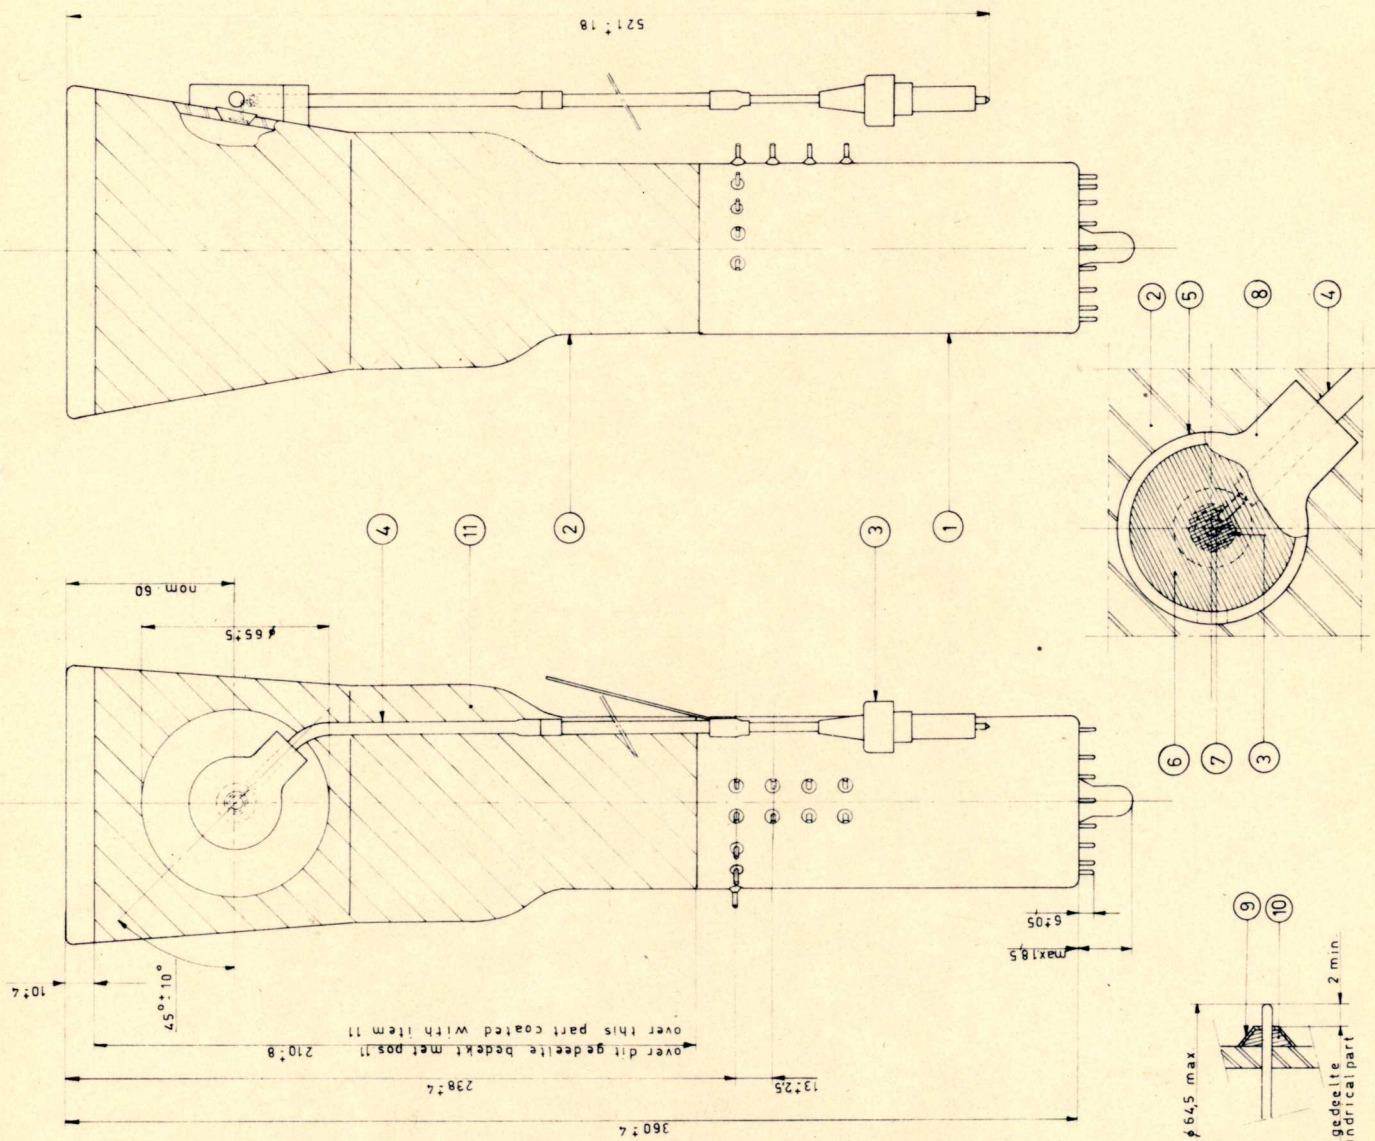 521±18
2
5
8
4
4
11
2
3
1
nom 60
ø 65±5
6
7
3
10±4
45°±10°
210±8
over dit gedeelte bedekt met pos.11
over this part coated with item 11
238±4
13±2,5
360±4
6±05
max.18,5
9
10
2 min.
ø 64,5 max
gedeelte
indrical part